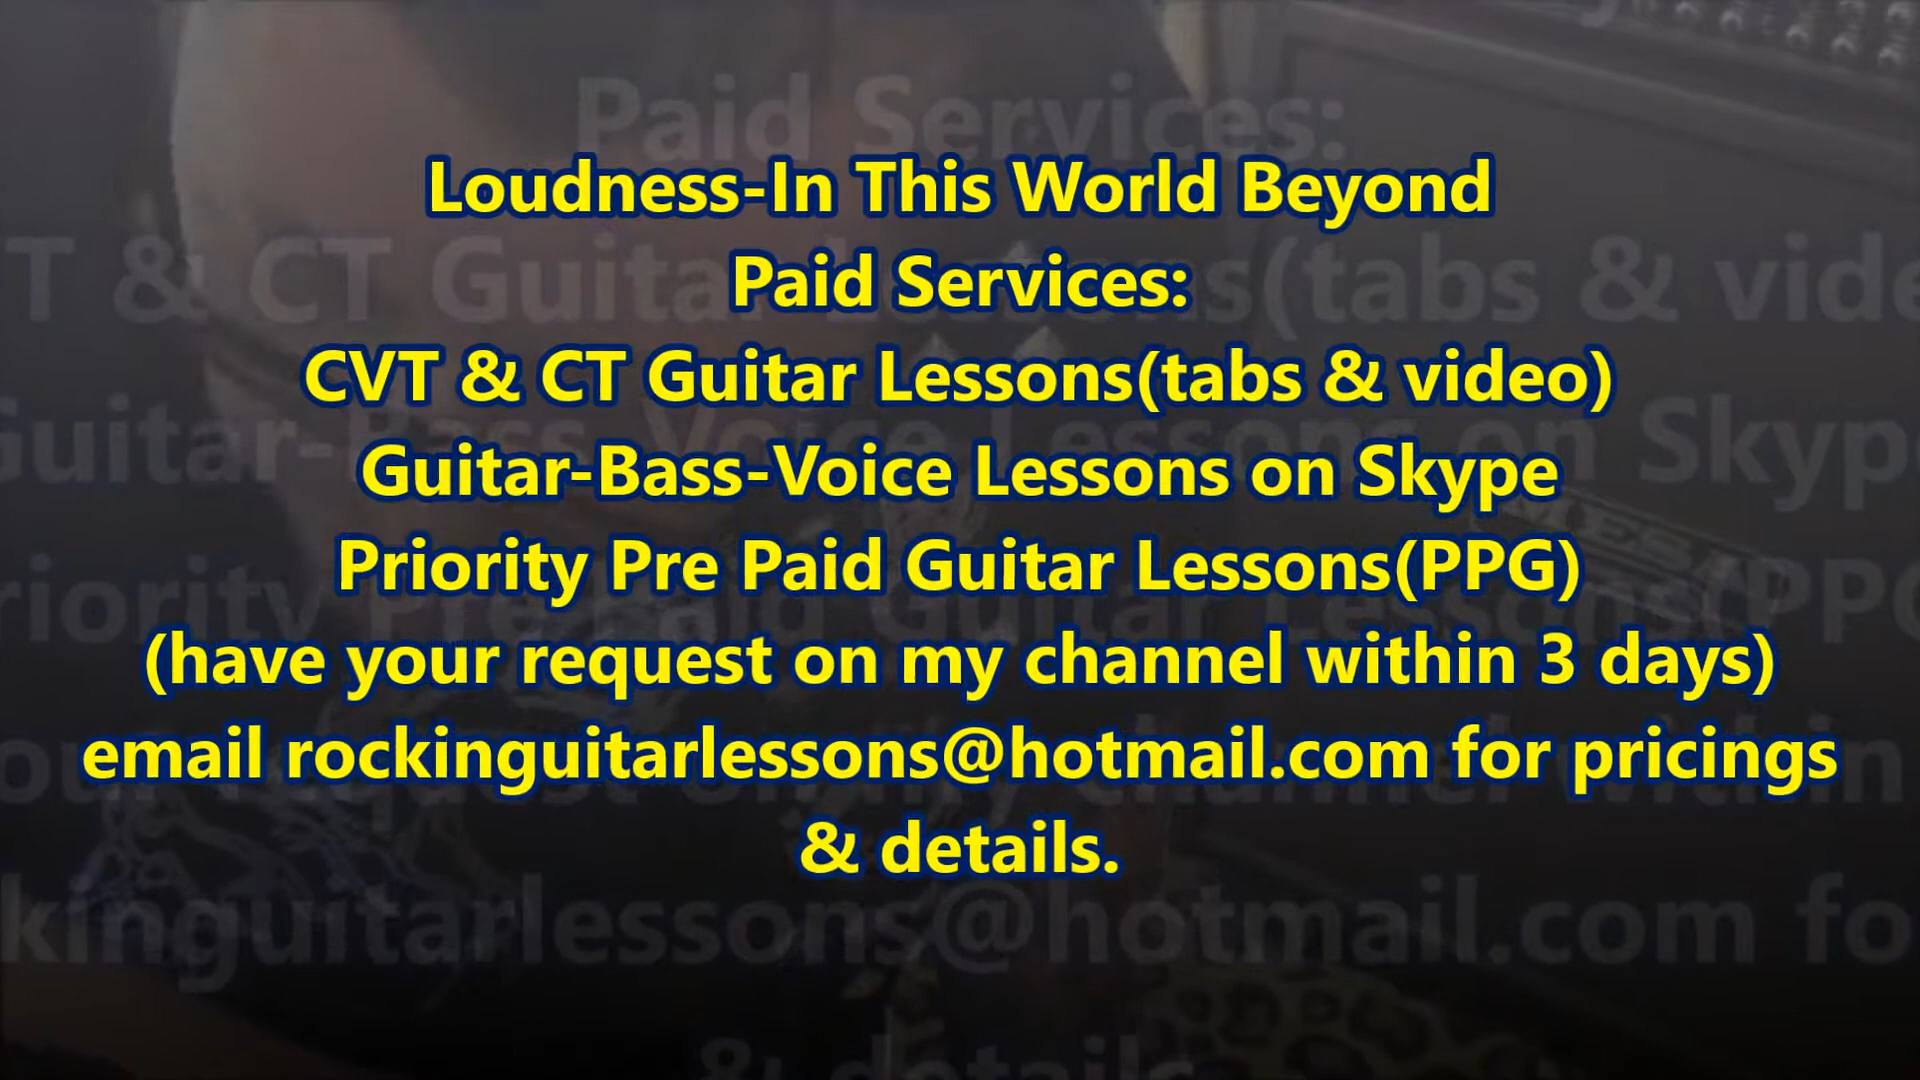 Loudness-In This World Beyond
Paid Services:
CVT & CT Guitar Lessons(tabs & video)
Guitar-Bass-Voice Lessons on Skype
Priority Pre Paid Guitar Lessons(PPG)
(have your request on my channel within 3 days)
email rockinguitarlessons@hotmail.com for pricings
& details.